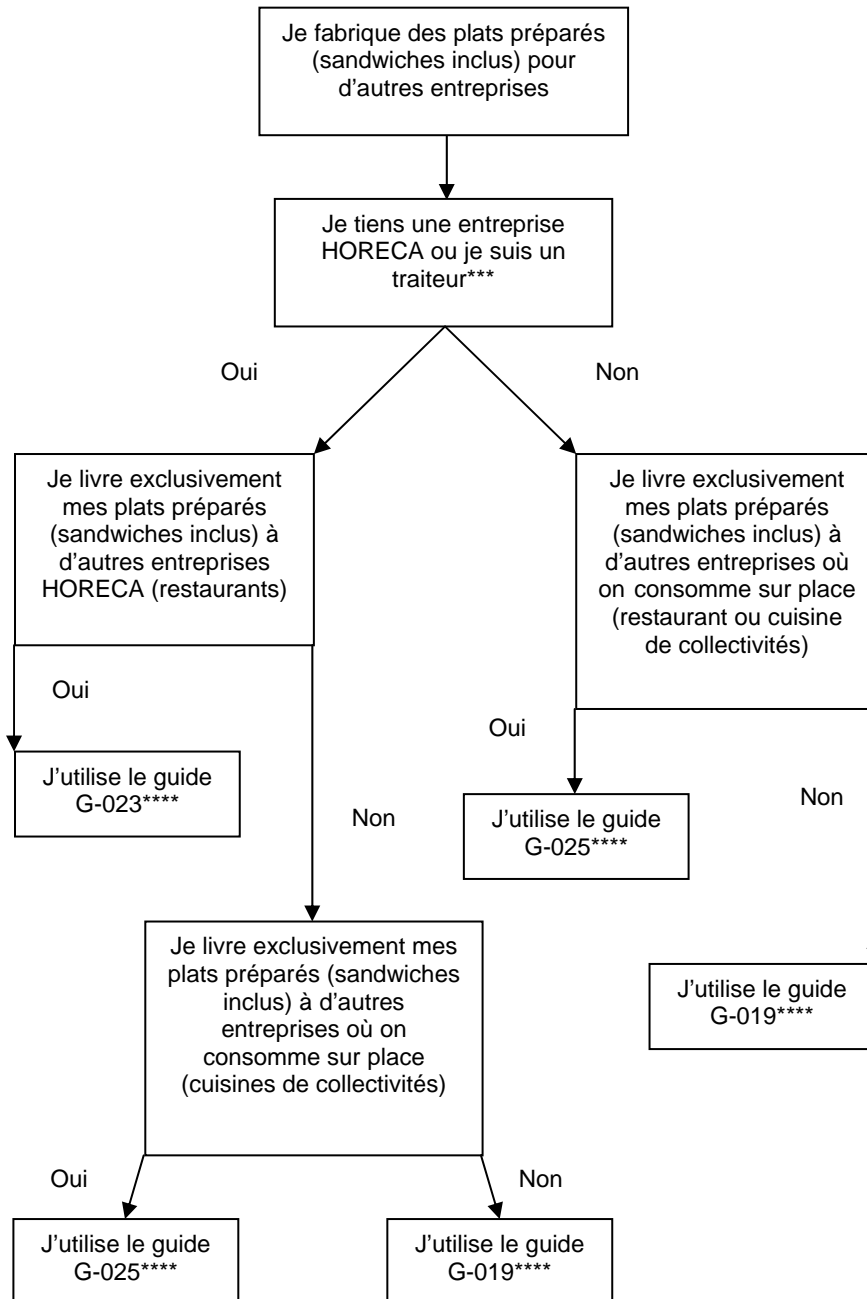 Je fabrique des plats préparés
(sandwiches inclus) pour
d'autres entreprises
Je tiens une entreprise
HORECA ou je suis un
traiteur***
Oui
Non
Je livre exclusivement
mes plats préparés
(sandwiches inclus) à
d'autres entreprises
HORECA (restaurants)
Je livre exclusivement
mes plats préparés
(sandwiches inclus) à
d'autres entreprises où
on consomme sur place
(restaurant ou cuisine
de collectivités)
Oui
J'utilise le guide
G-023****
Non
Oui
J'utilise le guide
G-025****
Non
Je livre exclusivement mes
plats préparés (sandwiches
inclus) à d'autres
entreprises où on
consomme sur place
(cuisines de collectivités)
J'utilise le guide
G-019****
Oui
Non
J'utilise le guide
G-025****
J'utilise le guide
G-019****